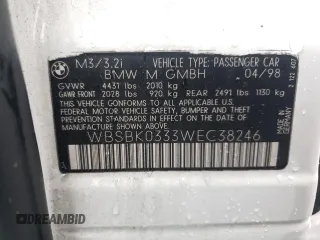 M3/3.2i VEHICLE TYPE: PASSENGER CAR
BMW M GMBH 04/98
GVWR 4431 lbs 2010 kg
GAWR FRONT 2028 lbs 920 kg REAR 2491 lbs 1130 kg
THIS VEHICLE CONFORMS TO ALL APPLICABLE
U.S. FEDERAL MOTOR VEHICLE
SAFETY, BUMPER AND THEFT
PREVENTION STANDARDS IN EFFECT ON THE DATE OF
MANUFACTURE SHOWN ABOVE.
WBSBK0333WEC38246
MADE IN GERMANY